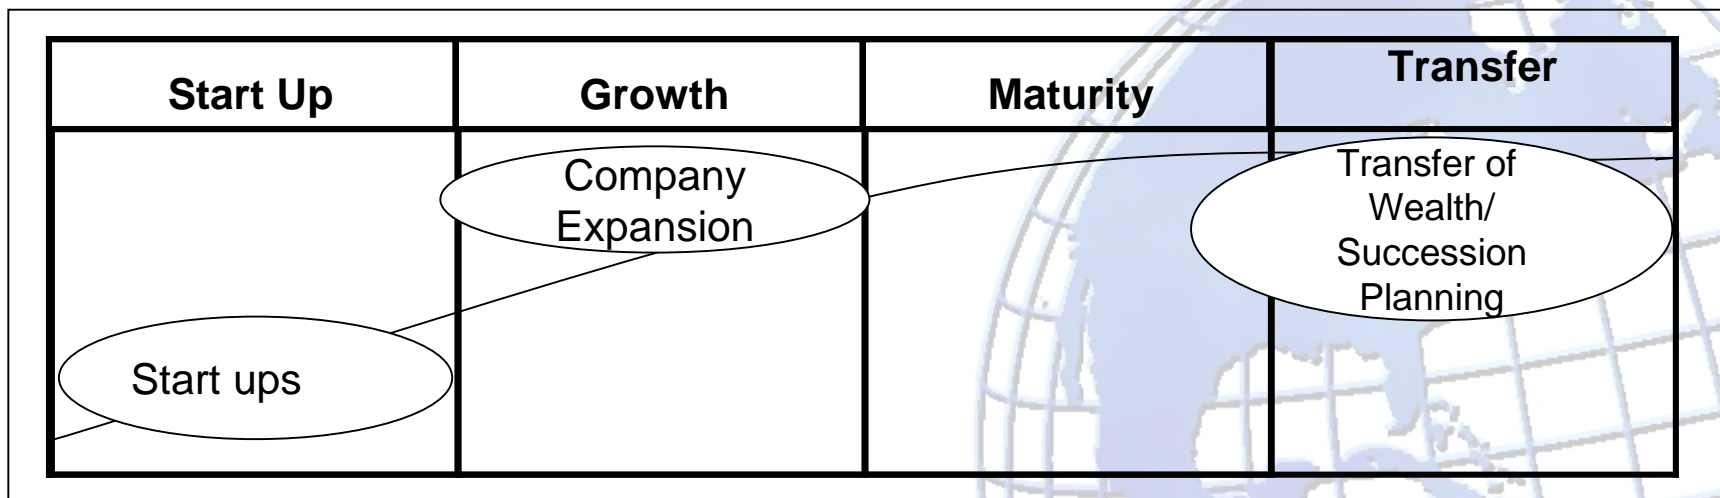 Start Up
Growth
Maturity
Transfer
Company
Expansion
Transfer of
Wealth/
Succession
Planning
Start ups